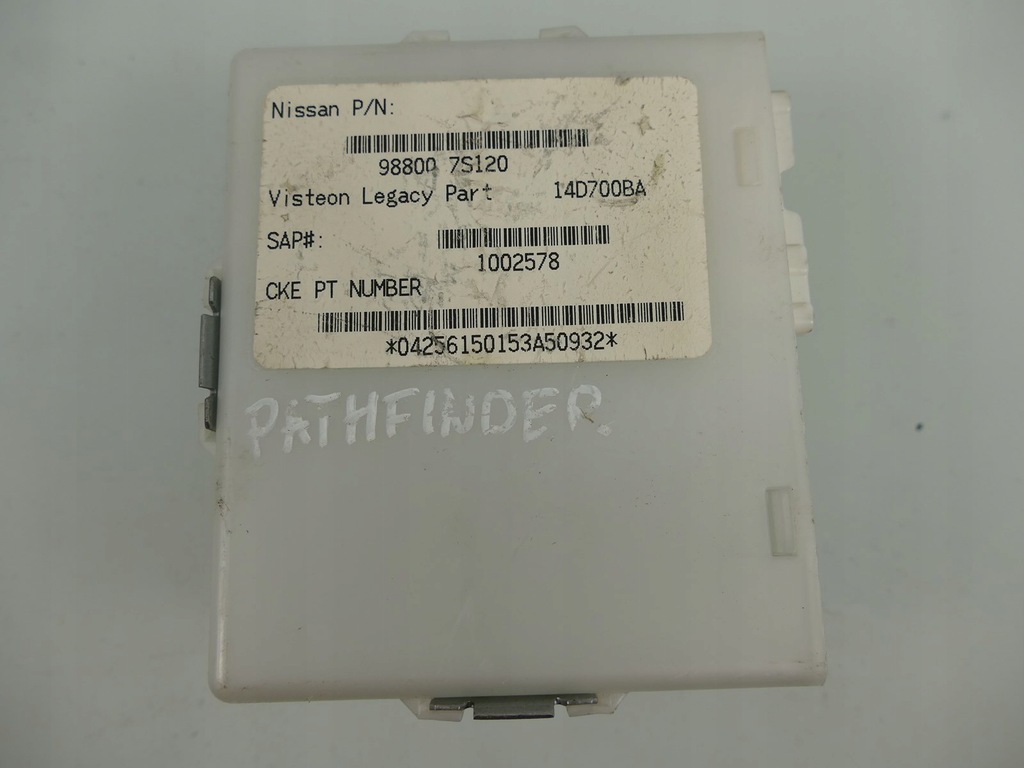 Nissan P/N:
98800 7S120
Visteon Legacy Part 14D700BA
SAP#:
1002578
CKE PT NUMBER
*04256150153A50932*
PATHFINDER.